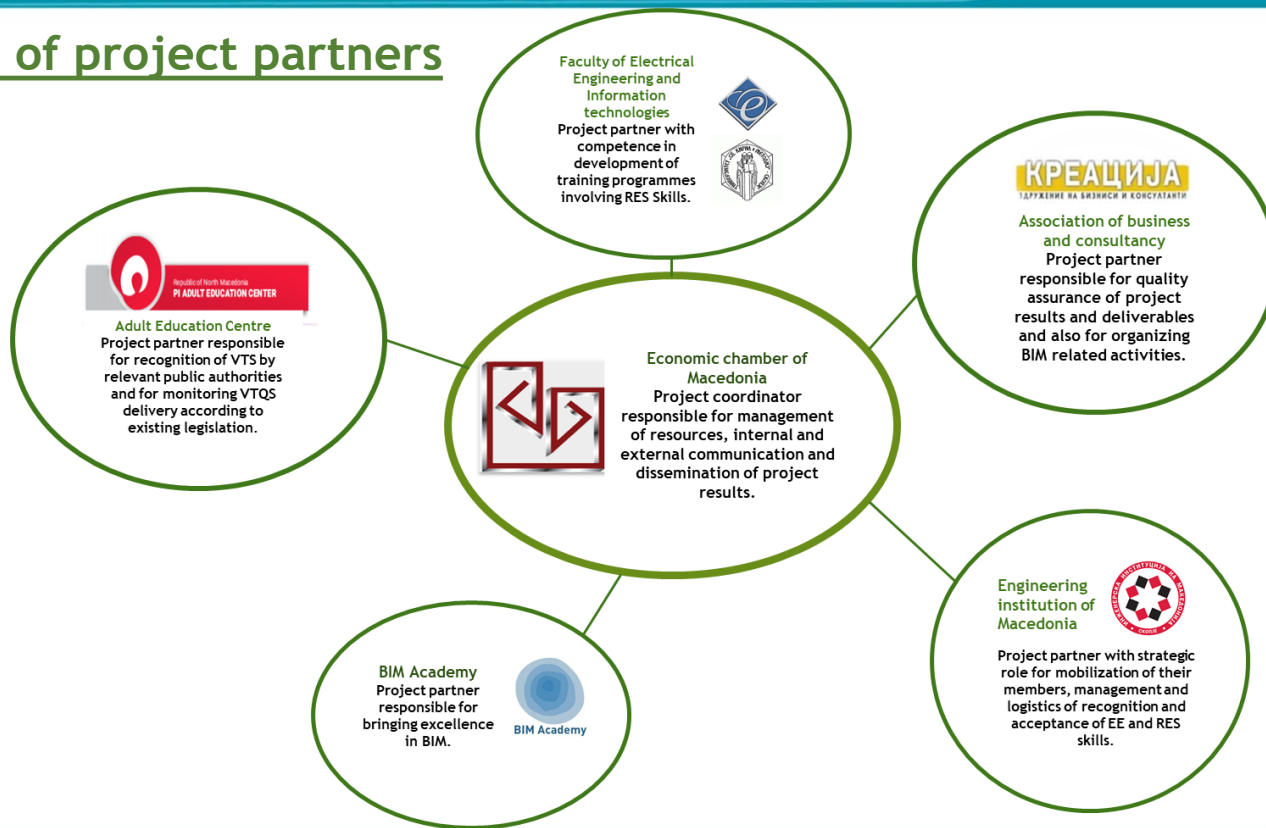 of project partners
Faculty of Electrical
Engineering and
Information
technologies
Project partner with
competence in
development of
training programmes
involving RES Skills.
КРЕАЦИЈА
ЗДРУЖЕНИЕ НА БИЗНИСИ И КОНСУЛТАНТИ
Association of business
and consultancy
Project partner
responsible for quality
assurance of project
results and deliverables
and also for organizing
BIM related activities.
Republic of North Macedonia
PI ADULT EDUCATION CENTER
Adult Education Centre
Project partner responsible
for recognition of VTS by
relevant public authorities
and for monitoring VTQS
delivery according to
existing legislation.
Economic chamber of
Macedonia
Project coordinator
responsible for management
of resources, internal and
external communication and
dissemination of project
results.
Engineering
institution of
Macedonia
ИНЖЕНЕРСКА ИНСТИТУЦИЈА НА МАКЕДОНИЈА
СКОПЈЕ
Project partner with strategic
role for mobilization of their
members, management and
logistics of recognition and
acceptance of EE and RES
skills.
BIM Academy
Project partner
responsible for
bringing excellence
in BIM.
BIM Academy